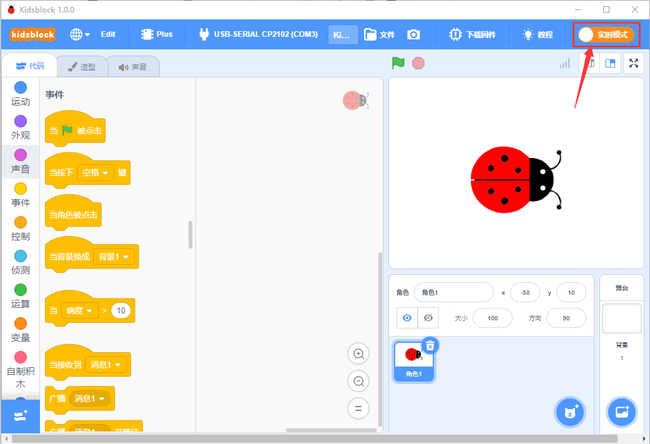 Kidsblock 1.0.0
kidsblock
Edit
Plus
USB-SERIAL CP2102 (COM3)
Ki...
文件
下载固件
教程
实时模式
代码
造型
声音
运动
外观
声音
事件
控制
侦测
运算
变量
自制积
木
事件
当 被点击
当按下 空格 键
当角色被点击
当背景换成 背景1
当 响度 > 10
当接收到 消息1
广播 消息1
广播 消息1
角色 角色1 x -50 y 10
大小 100 方向 90
角色1
舞台
背景
1